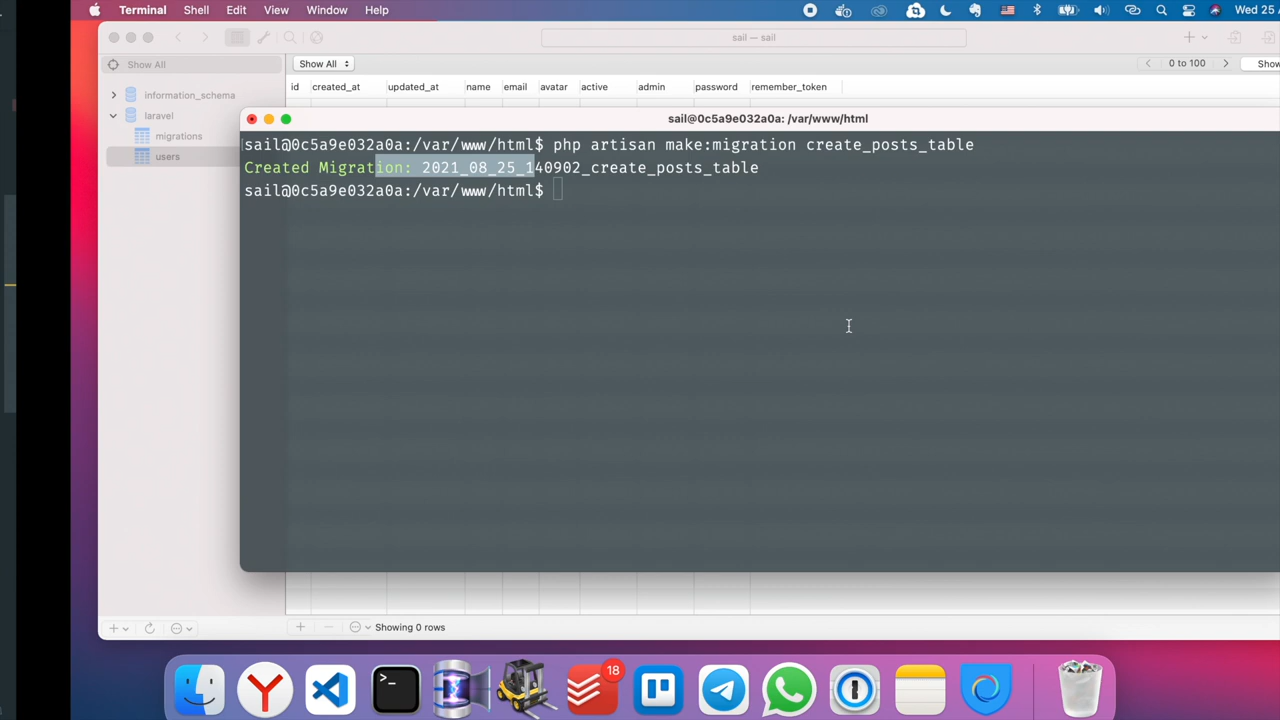 Terminal Shell Edit View Window Help Wed 25
sail — sail
Show All
Show All
0 to 100
Show
id created_at updated_at name email avatar active admin password remember_token
information_schema
laravel
migrations
users
sail@0c5a9e032a0a: /var/www/html
sail@0c5a9e032a0a:/var/www/html$ php artisan make:migration create_posts_table
Created Migration: 2021_08_25_140902_create_posts_table
sail@0c5a9e032a0a:/var/www/html$
Showing 0 rows
18